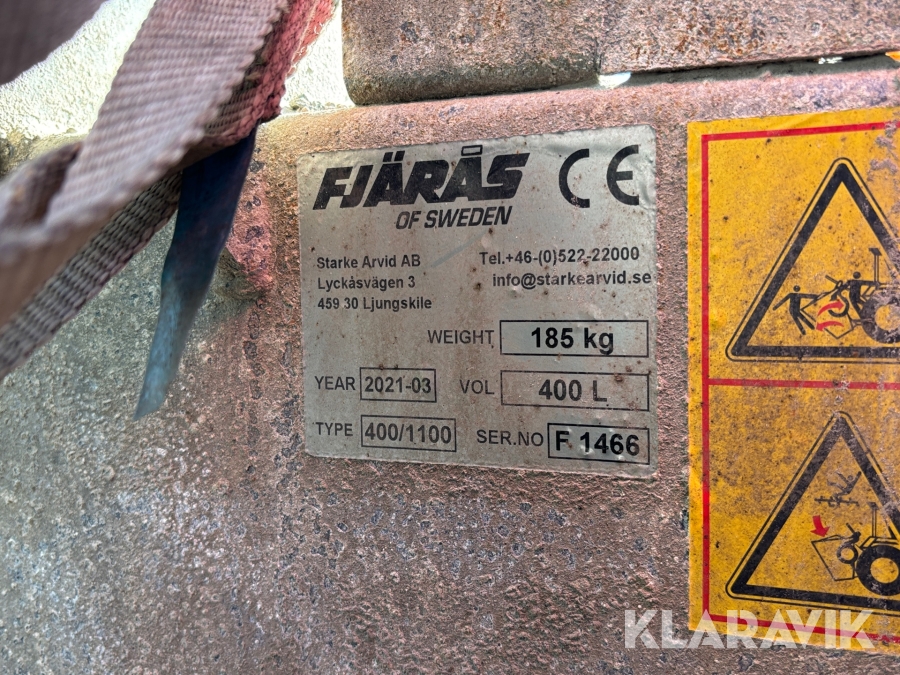 FJÄRÅS
CE
OF SWEDEN
Starke Arvid AB
Lyckåsvägen 3
459 30 Ljungskile
Tel.+46-(0)522-22000
info@starkearvid.se
WEIGHT 185 kg
YEAR 2021-03 VOL 400 L
TYPE 400/1100 SER.NO F 1466
KLARAVIK